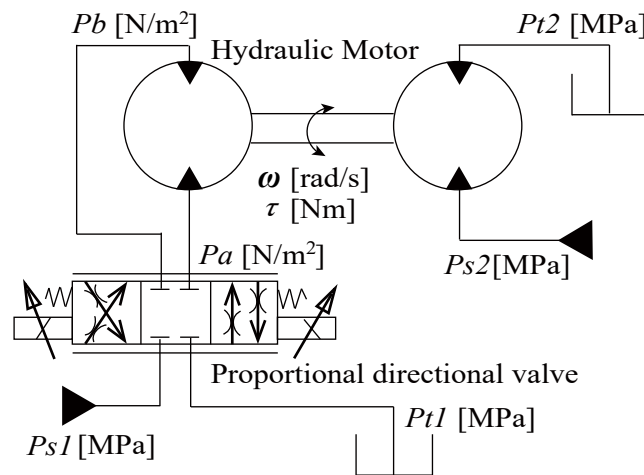 Pb [N/m²]
Pt2 [MPa]
Hydraulic Motor
ω [rad/s]
τ [Nm]
Pa [N/m²]
Ps2[MPa]
Proportional directional valve
Ps1 [MPa]
Pt1 [MPa]